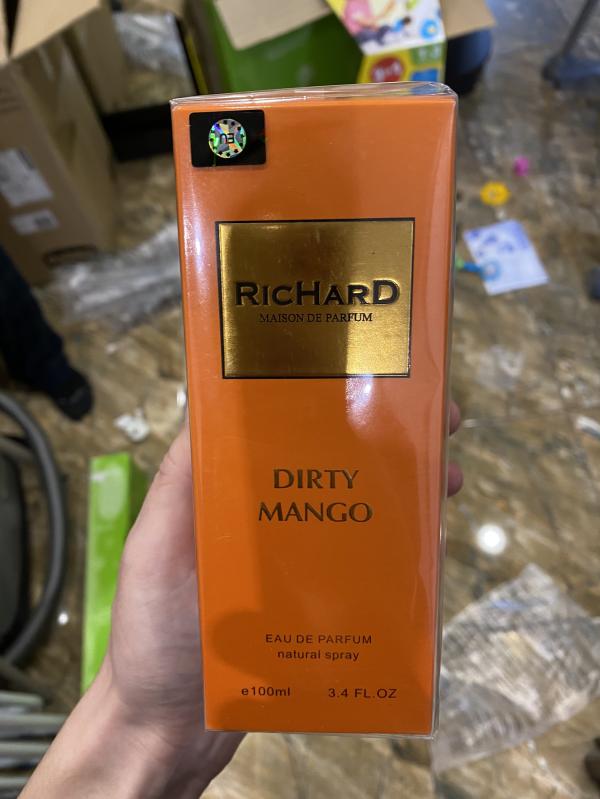 RICHARD
MAISON DE PARFUM
DIRTY
MANGO
EAU DE PARFUM
natural spray
e100ml 3.4 FL.OZ